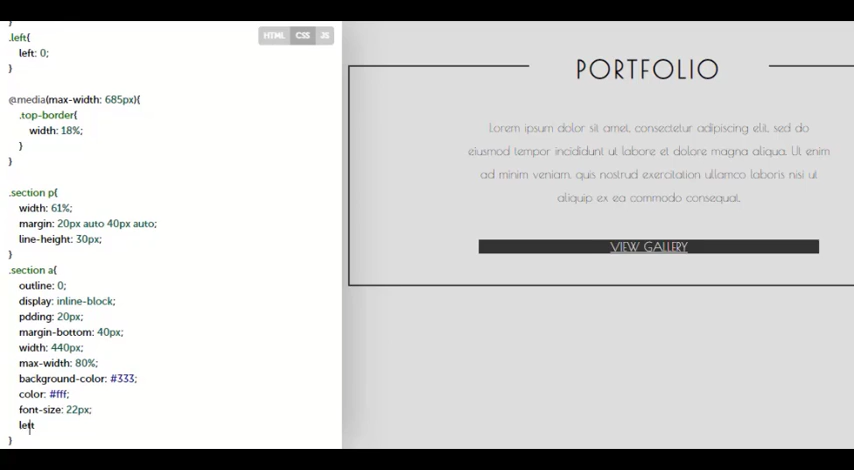 }
.left{
left: 0;
}
@media(max-width: 685px){
.top-border{
width: 18%;
}
}
.section p{
width: 61%;
margin: 20px auto 40px auto;
line-height: 30px;
}
.section a{
outline: 0;
display: inline-block;
pdding: 20px;
margin-bottom: 40px;
width: 440px;
max-width: 80%;
background-color: #333;
color: #fff;
font-size: 22px;
lett
}
HTML CSS JS
PORTFOLIO
Lorem ipsum dolor sit amet, consectetur adipiscing elit, sed do
eiusmod tempor incididunt ut labore et dolore magna aliqua. Ut enim
ad minim veniam, quis nostrud exercitation ullamco laboris nisi ut
aliquip ex ea commodo consequat.
VIEW GALLERY